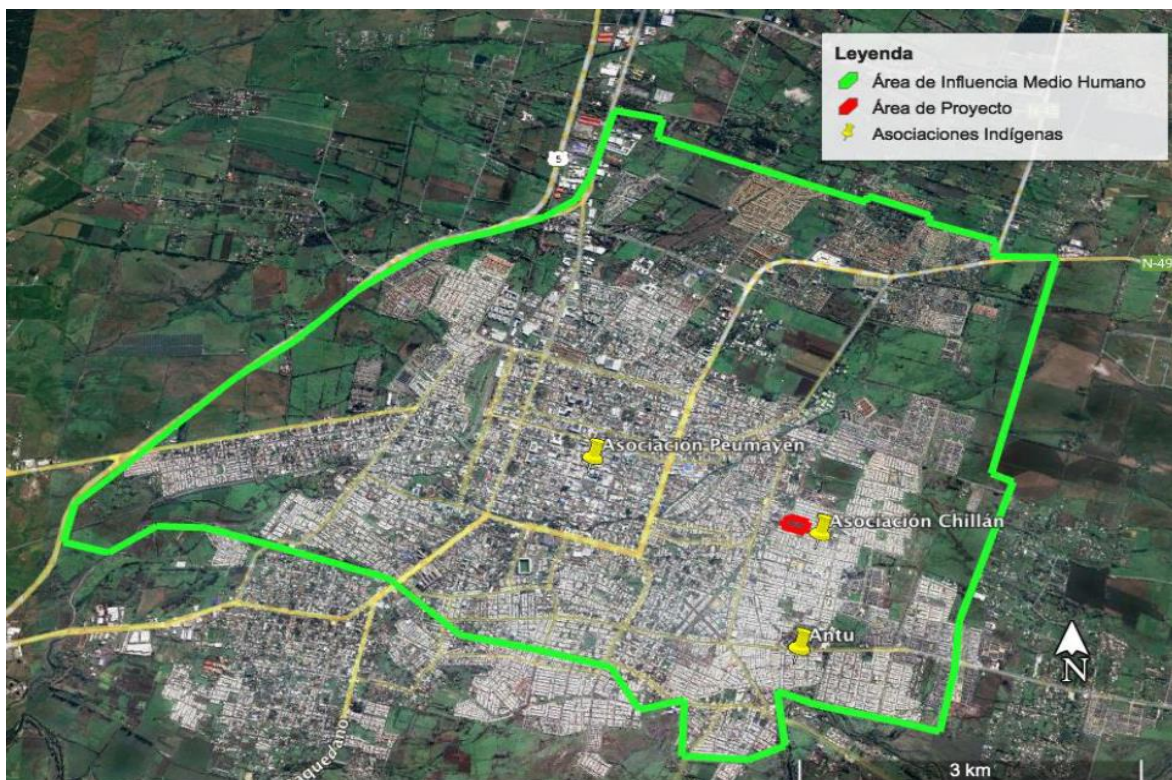 Leyenda
Área de Influencia Medio Humano
Área de Proyecto
Asociaciones Indígenas
5
N-49
Asociación Peumayen
Asociación Chillán
Antu
N
3 km